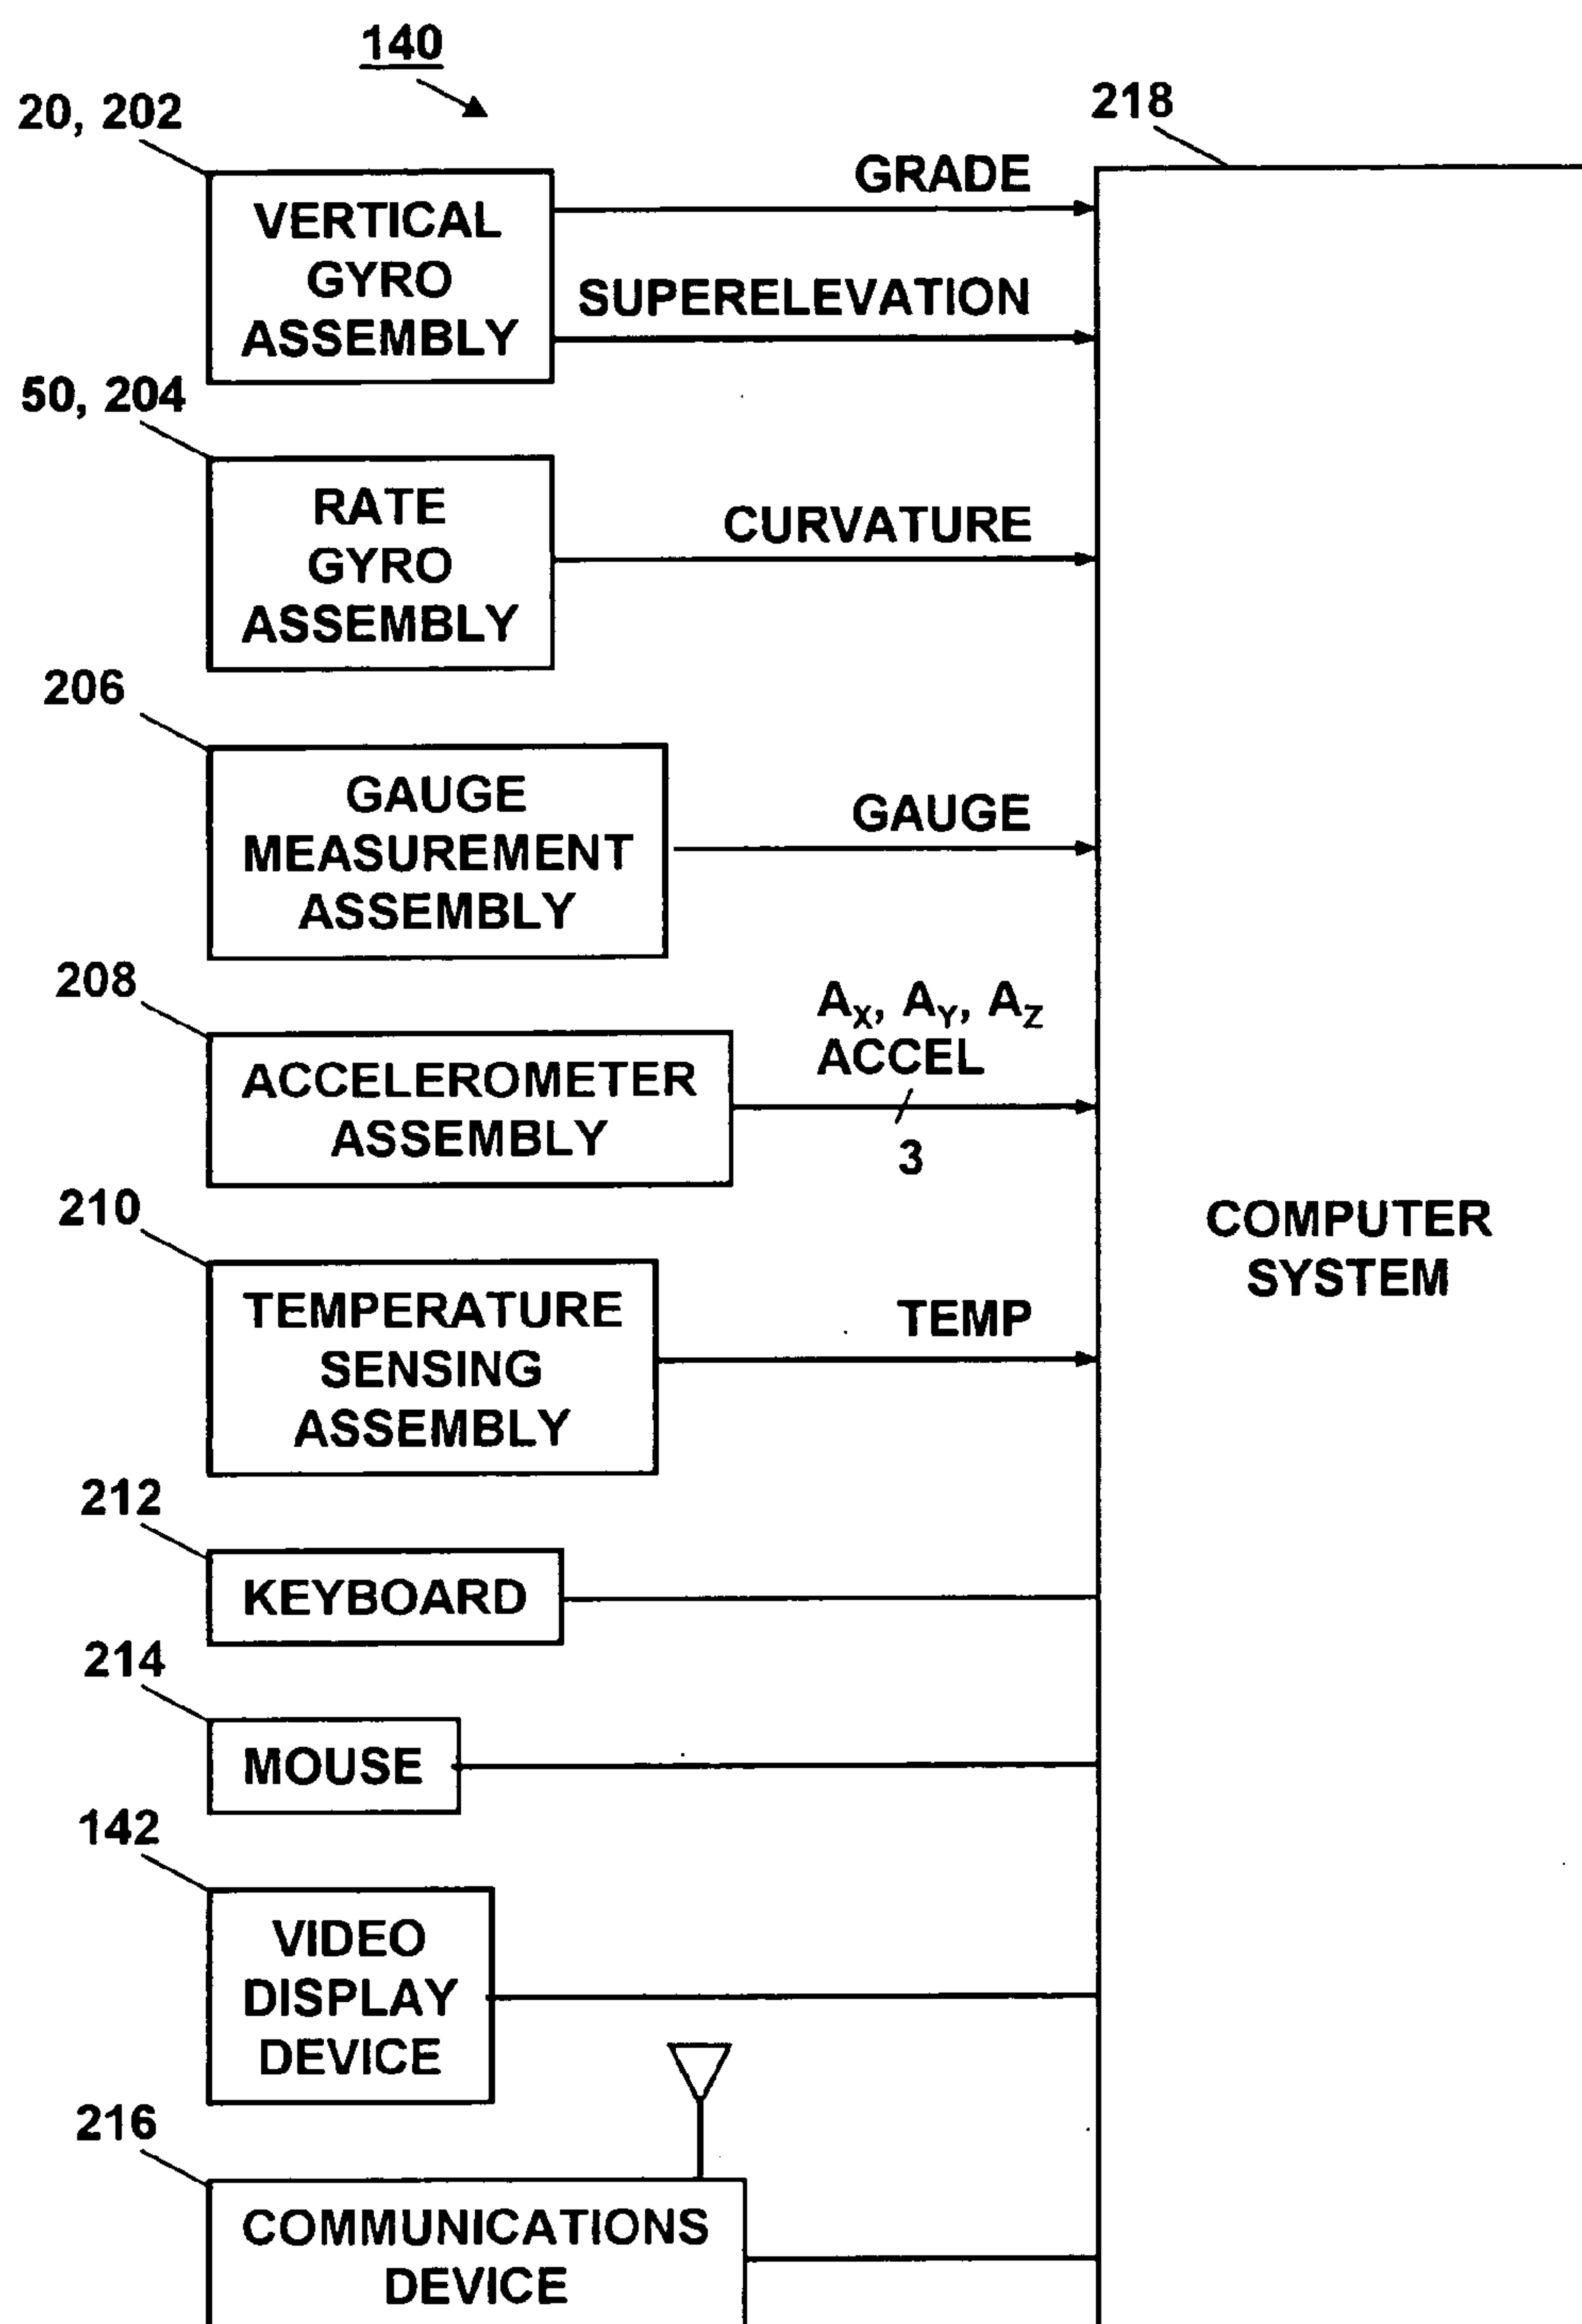 140
20, 202
218
VERTICAL
GYRO
ASSEMBLY
GRADE
SUPERELEVATION
50, 204
RATE
GYRO
ASSEMBLY
CURVATURE
206
GAUGE
MEASUREMENT
ASSEMBLY
GAUGE
208
ACCELEROMETER
ASSEMBLY
AX, AY, AZ
ACCEL
3
210
TEMPERATURE
SENSING
ASSEMBLY
TEMP
COMPUTER
SYSTEM
212
KEYBOARD
214
MOUSE
142
VIDEO
DISPLAY
DEVICE
216
COMMUNICATIONS
DEVICE